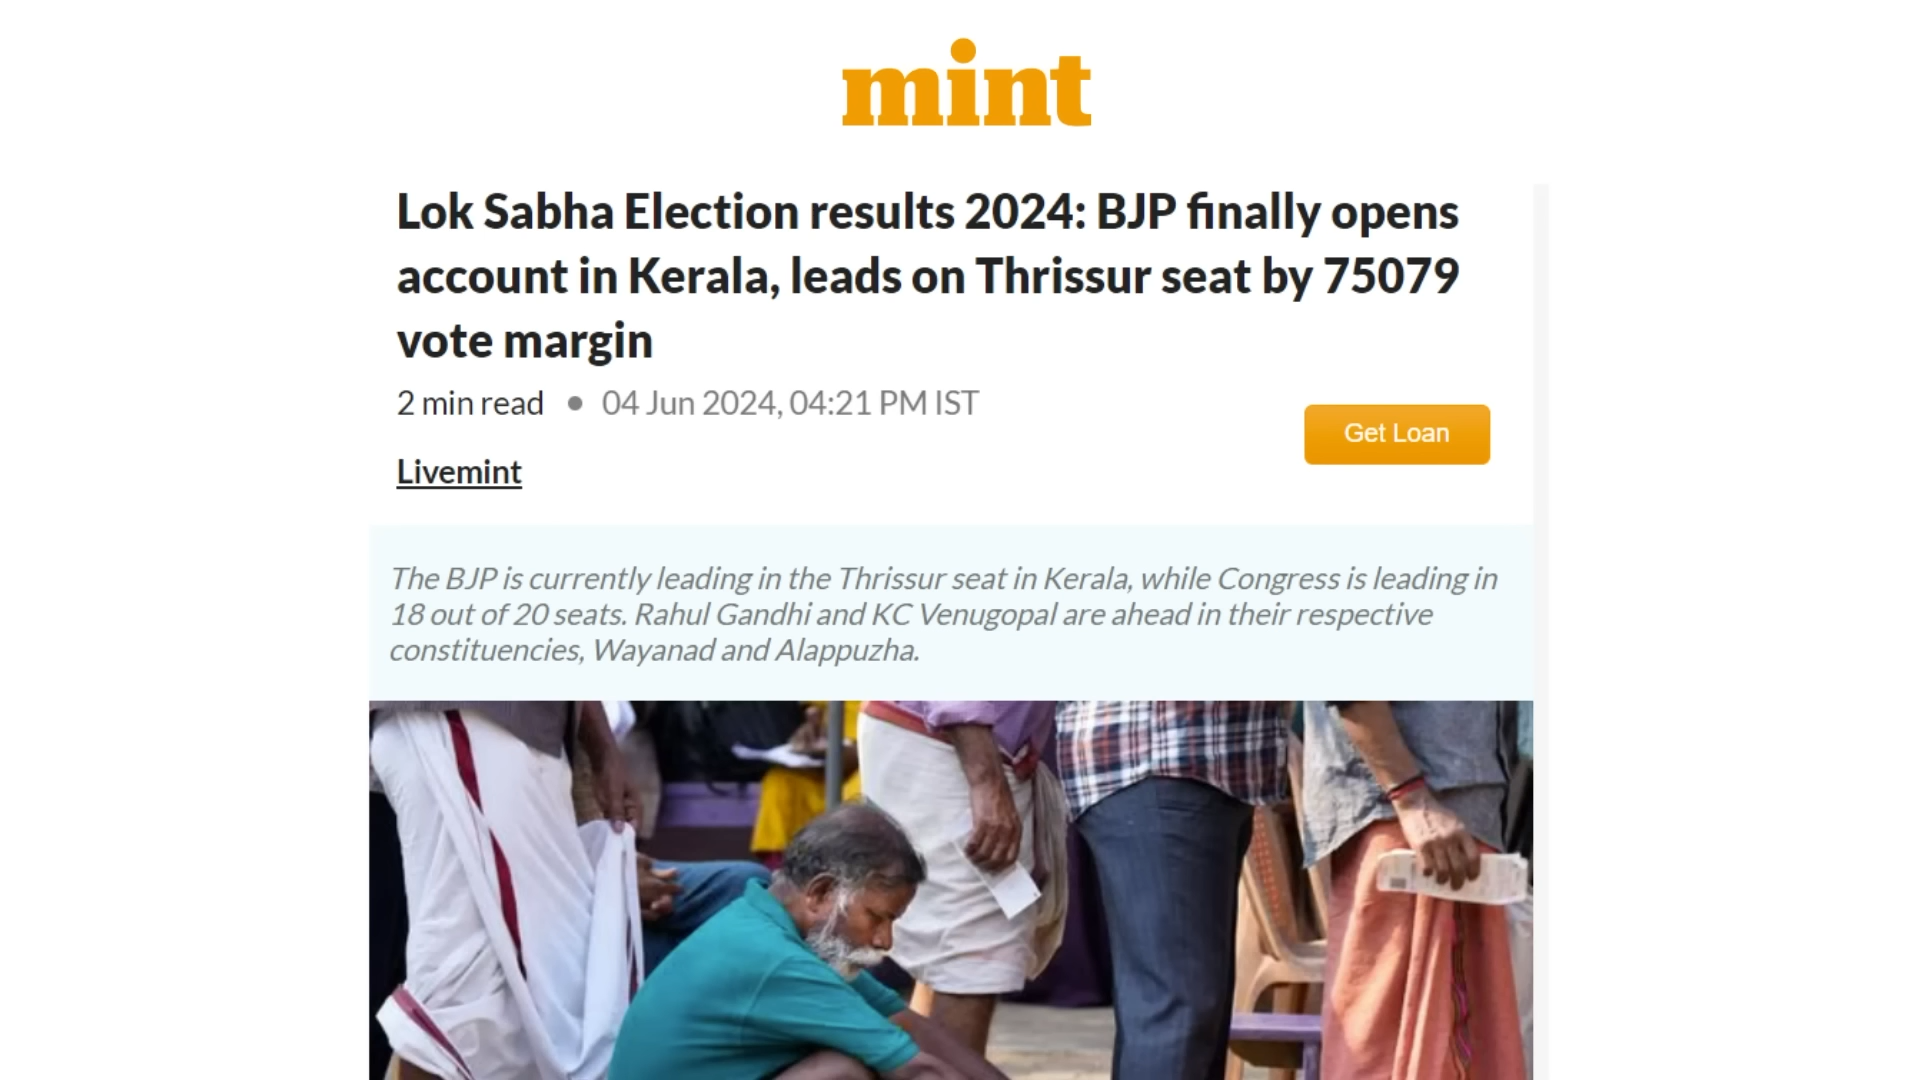 mint
Lok Sabha Election results 2024: BJP finally opens
account in Kerala, leads on Thrissur seat by 75079
vote margin
2 min read • 04 Jun 2024, 04:21 PM IST
Get Loan
Livemint
The BJP is currently leading in the Thrissur seat in Kerala, while Congress is leading in
18 out of 20 seats. Rahul Gandhi and KC Venugopal are ahead in their respective
constituencies, Wayanad and Alappuzha.